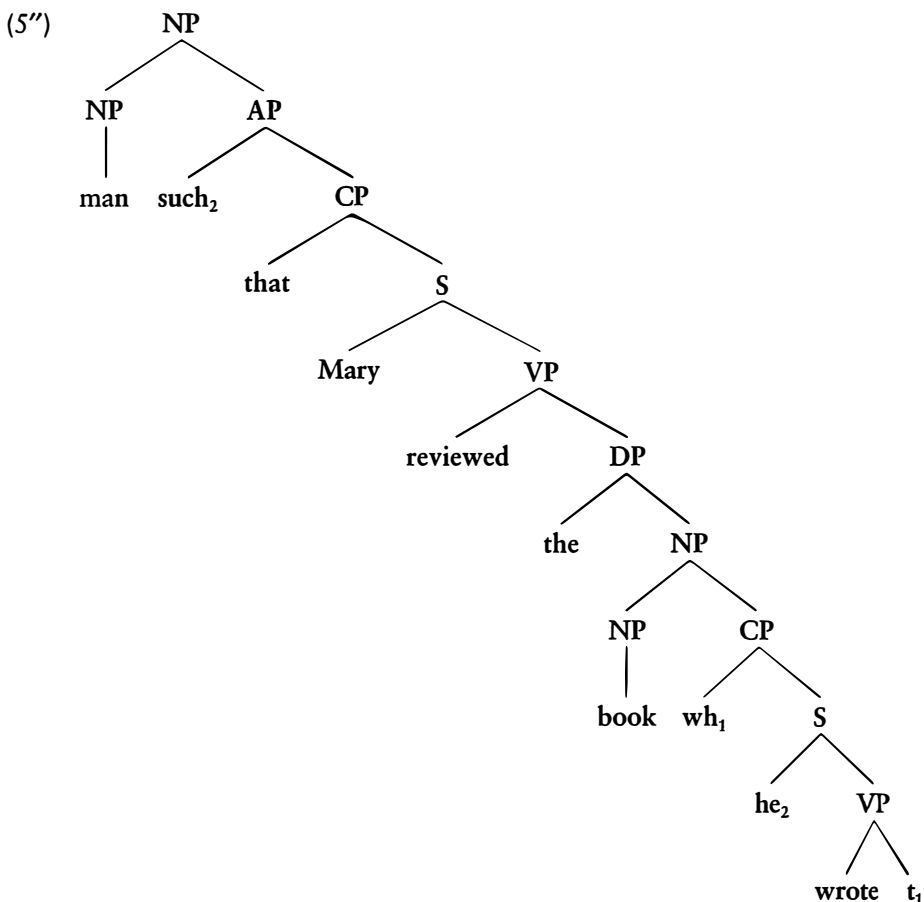 (5″) NP
NP AP
man such₂ CP
that S
Mary VP
reviewed DP
the NP
NP CP
book wh₁ S
he₂ VP
wrote t₁